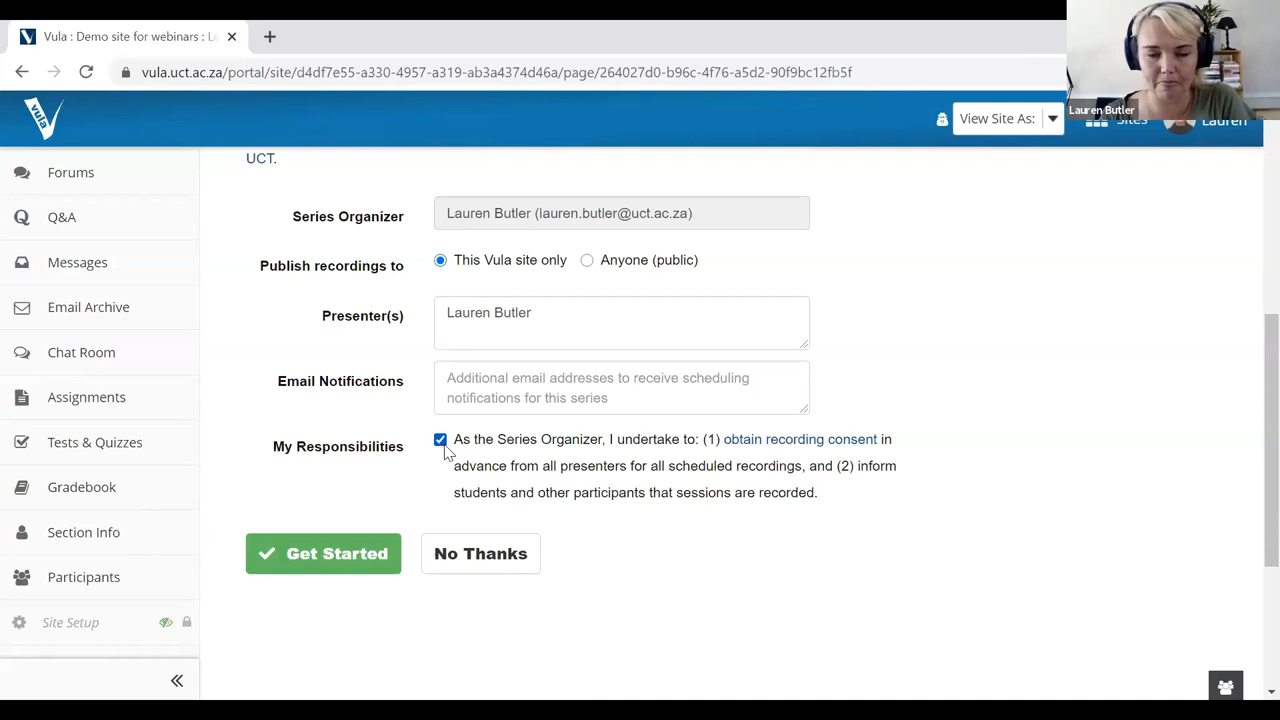 Vula : Demo site for webinars : Le
vula.uct.ac.za/portal/site/d4df7e55-a330-4957-a319-ab3a4374d46a/page/264027d0-b96c-4f76-a5d2-90f9bc12fb5f
Lauren Butler
vula
View Site As:
Sites
Lauren
Forums
Q&A
Messages
Email Archive
Chat Room
Assignments
Tests & Quizzes
Gradebook
Section Info
Participants
Site Setup
UCT.
Series Organizer
Lauren Butler (lauren.butler@uct.ac.za)
Publish recordings to
This Vula site only
Anyone (public)
Presenter(s)
Lauren Butler
Email Notifications
Additional email addresses to receive scheduling
notifications for this series
My Responsibilities
As the Series Organizer, I undertake to: (1) obtain recording consent in
advance from all presenters for all scheduled recordings, and (2) inform
students and other participants that sessions are recorded.
Get Started
No Thanks